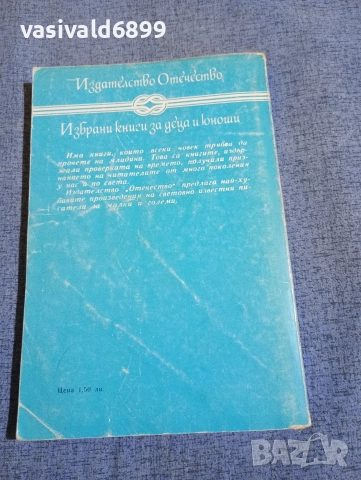 vasivald6899
Издателство Отечество
Избрани книги за деца и юноши
Има книги, които всеки човек трябва да
прочете на младини. Това са книгите, издър-
жали проверката на времето, получили приз-
нанието на читателите от много поколения
у нас и по света.
Издателство „Отечество" предлага най-ху-
бавите произведения на световно известни пи-
сатели за малки и големи.
Цена 1,50 лв.
BAZAR